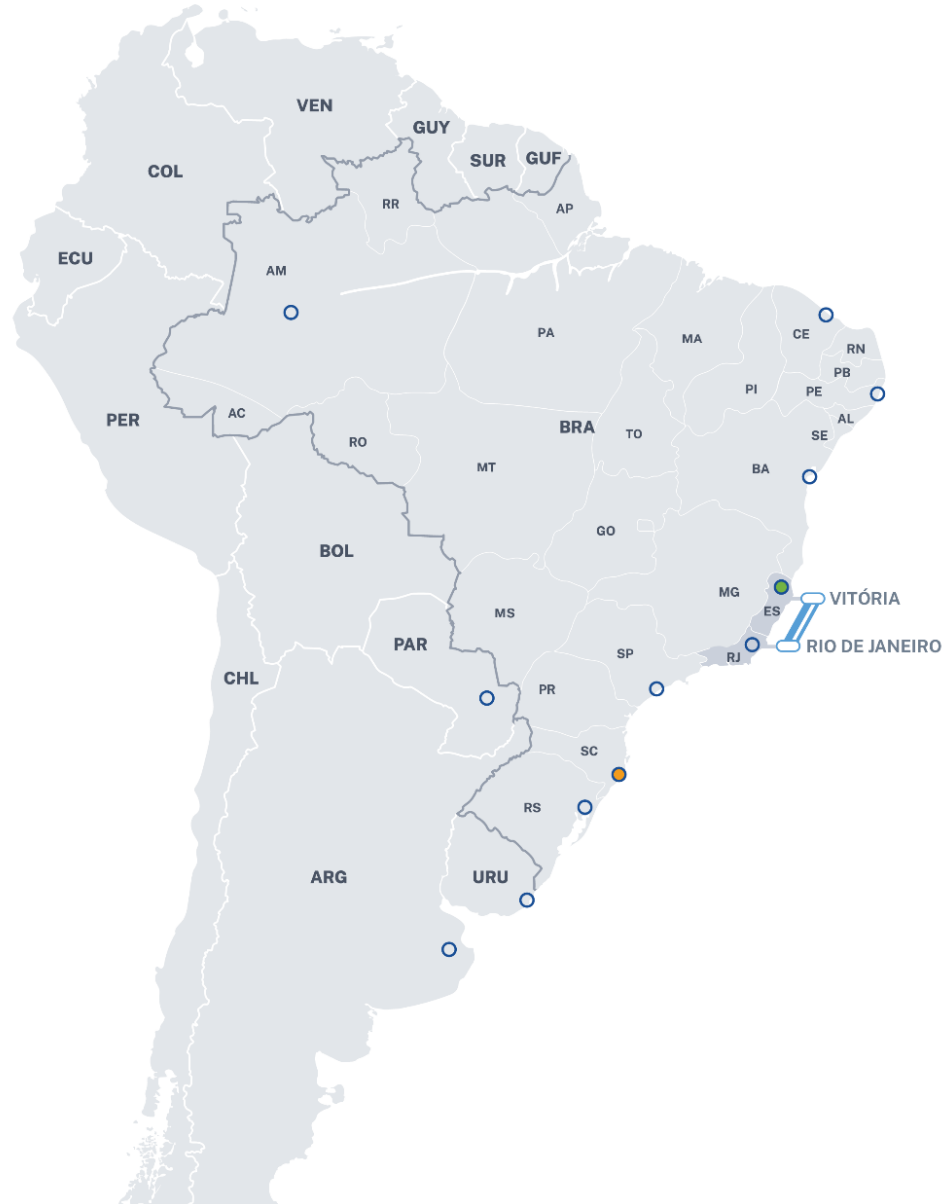 VEN
GUY
SUR
GUF
COL
RR
AP
ECU
AM
PA
MA
CE
RN
PB
PI
PE
AC
PER
AL
BRA
TO
SE
RO
MT
BA
GO
BOL
MG
VITÓRIA
ES
MS
PAR
RIO DE JANEIRO
SP
RJ
CHL
PR
SC
RS
ARG
URU